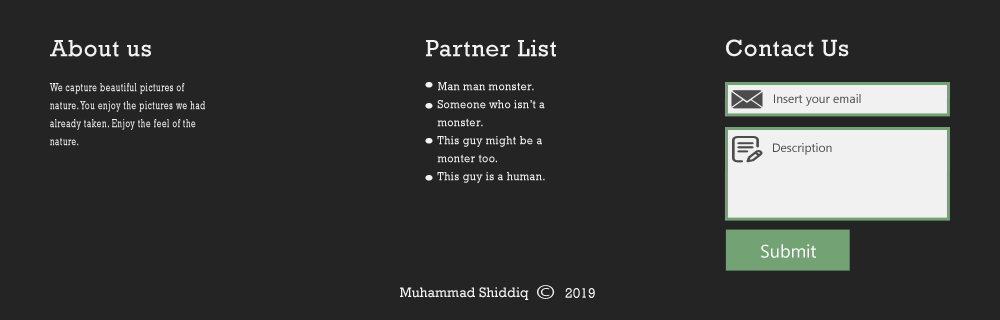 About us
We capture beautiful pictures of
nature. You enjoy the pictures we had
already taken. Enjoy the feel of the
nature.
Partner List
Man man monster.
Someone who isn't a
monster.
This guy might be a
monter too.
This guy is a human.
Contact Us
Insert your email
Description
Submit
Muhammad Shiddiq © 2019